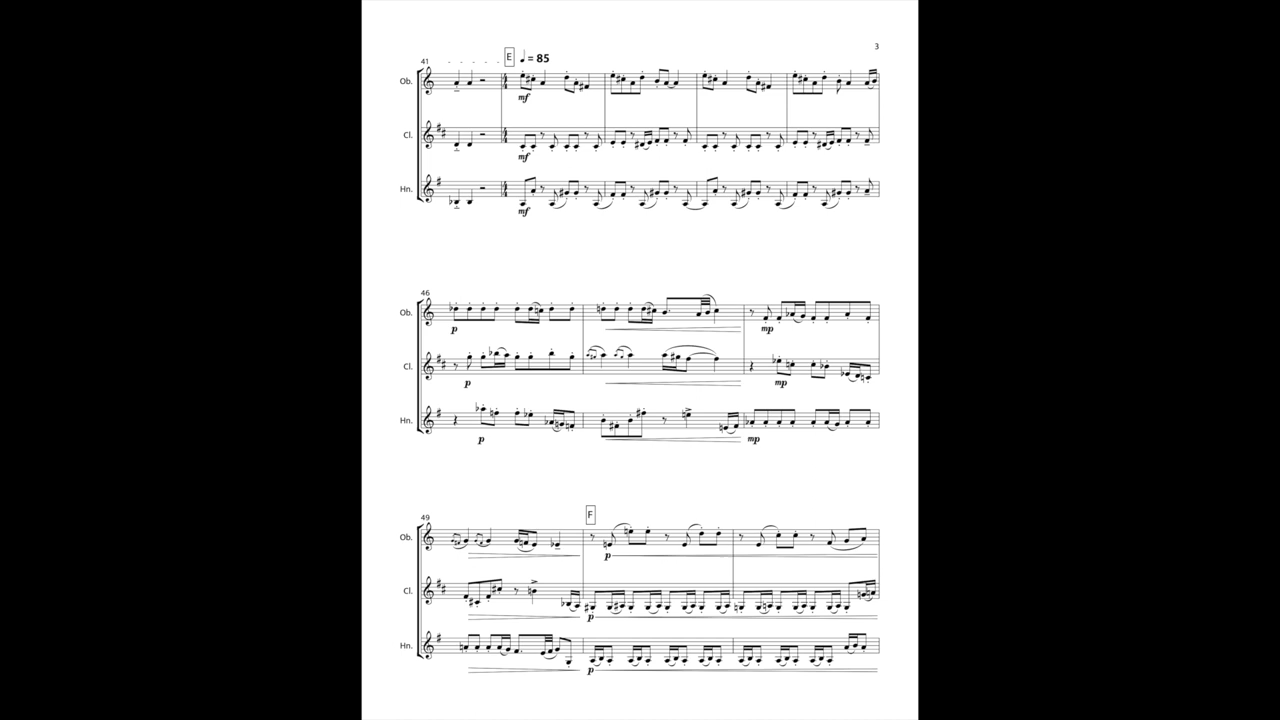 3
41
E ♩ = 85
Ob.
mf
Cl.
mf
Hn.
mf
46
Ob.
p
mp
Cl.
p
mp
Hn.
p
mp
49
F
Ob.
p
Cl.
p
Hn.
p